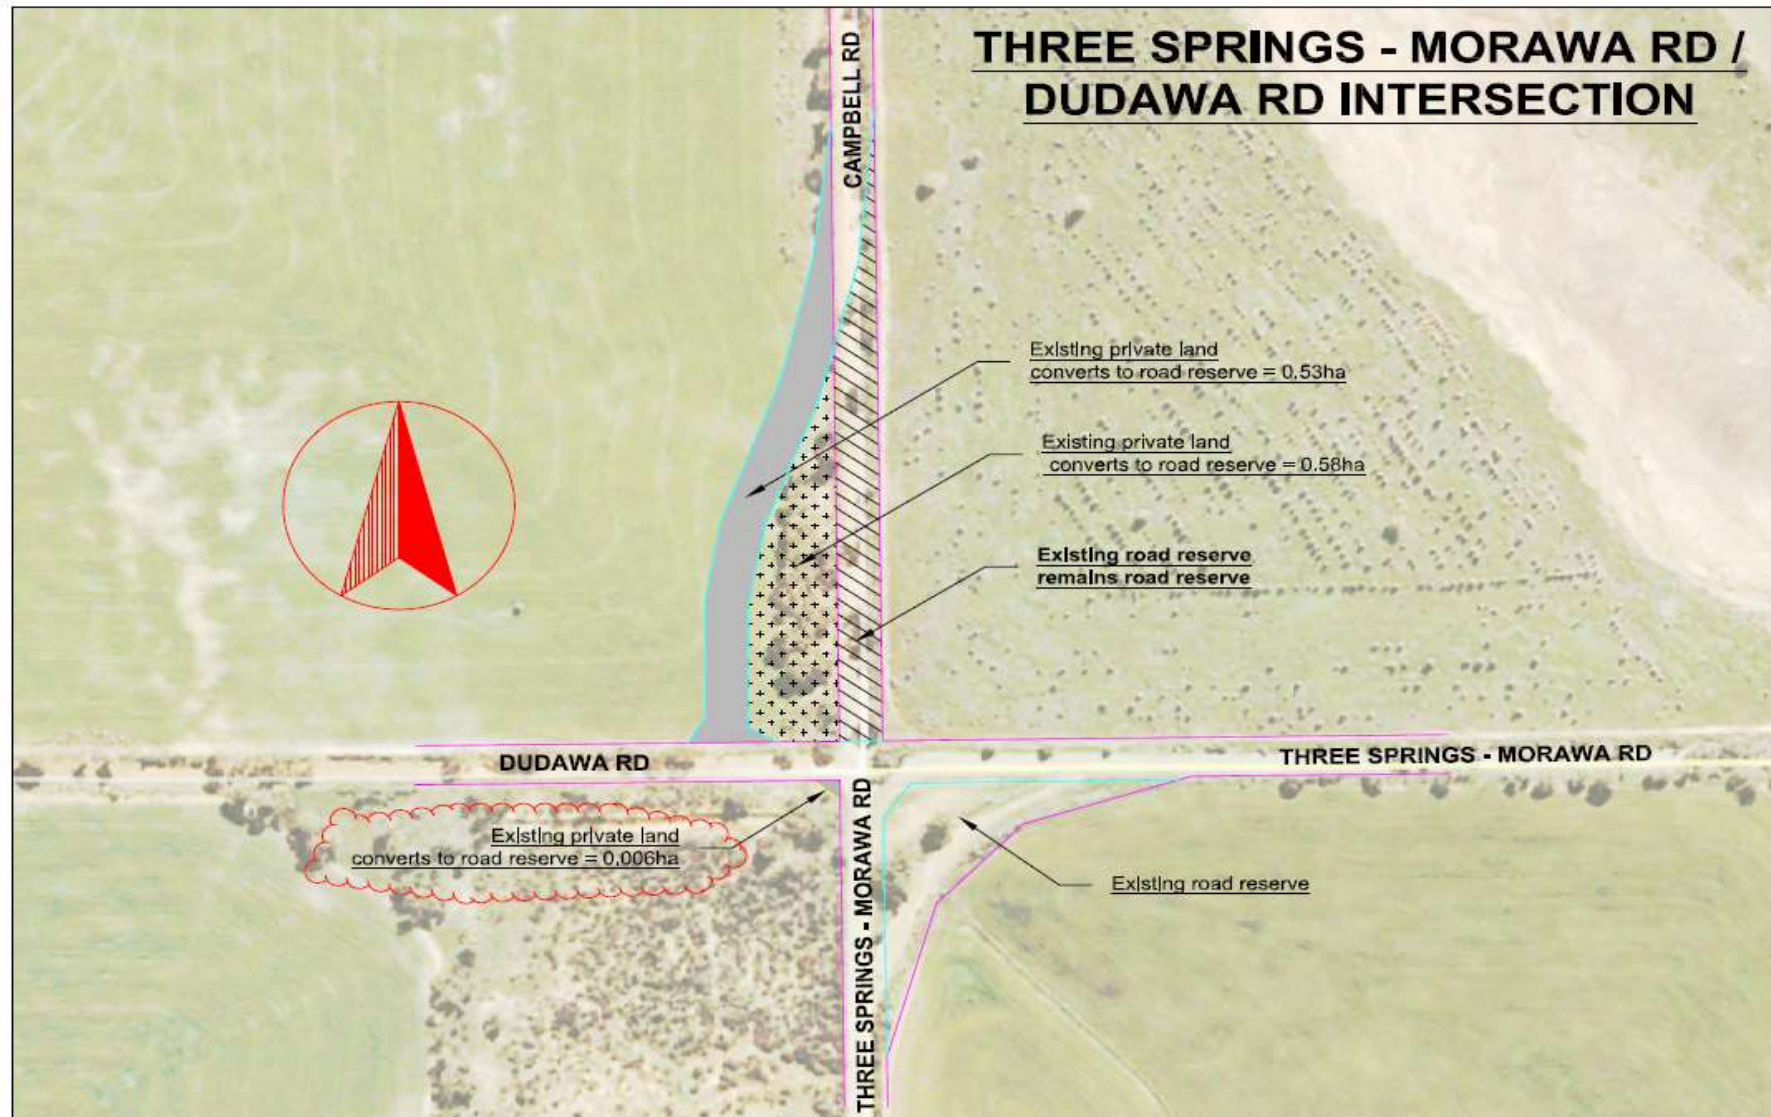 THREE SPRINGS - MORAWA RD /
DUDAWA RD INTERSECTION
CAMPBELL RD
Existing private land
converts to road reserve = 0.53ha
Existing private land
converts to road reserve = 0.58ha
Existing road reserve
remains road reserve
DUDAWA RD
THREE SPRINGS - MORAWA RD
Existing private land
converts to road reserve = 0.006ha
THREE SPRINGS - MORAWA RD
Existing road reserve